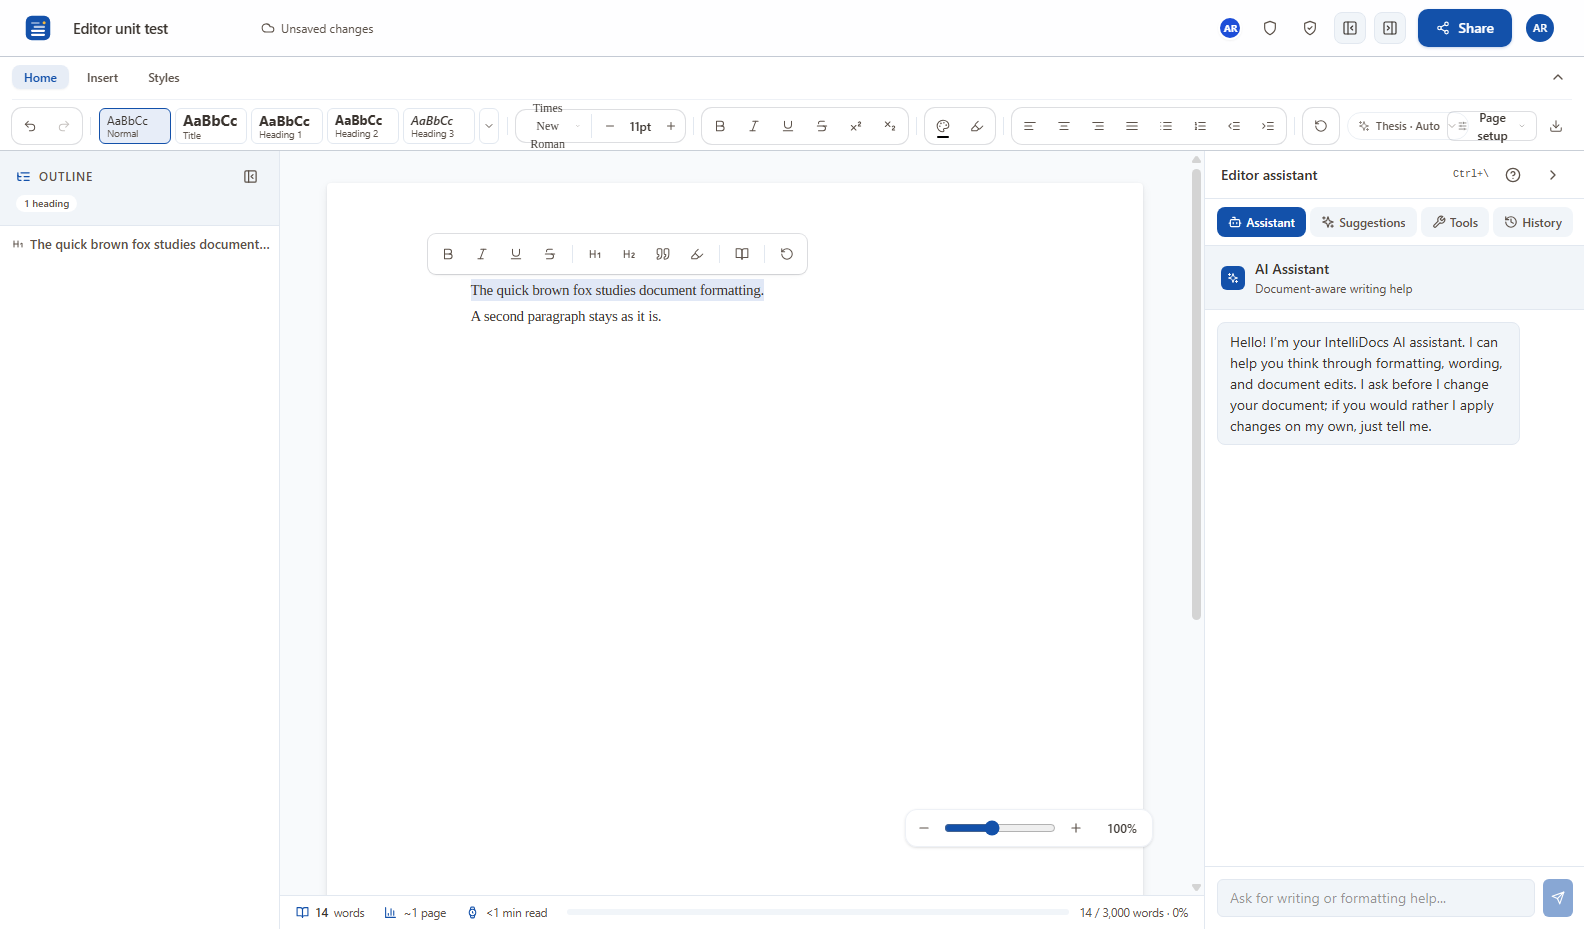 Editor unit test
Unsaved changes
AR
Share
AR
Home
Insert
Styles
AaBbCc
Normal
AaBbCc
Title
AaBbCc
Heading 1
AaBbCc
Heading 2
AaBbCc
Heading 3
Times
New
Roman
11pt
Thesis · Auto
Page
setup
OUTLINE
1 heading
H1 The quick brown fox studies document...
H1
H2
The quick brown fox studies document formatting.
A second paragraph stays as it is.
100%
14 words
~1 page
<1 min read
14 / 3,000 words · 0%
Editor assistant
Ctrl+\
Assistant
Suggestions
Tools
History
AI Assistant
Document-aware writing help
Hello! I'm your IntelliDocs AI assistant. I can
help you think through formatting, wording,
and document edits. I ask before I change
your document; if you would rather I apply
changes on my own, just tell me.
Ask for writing or formatting help...